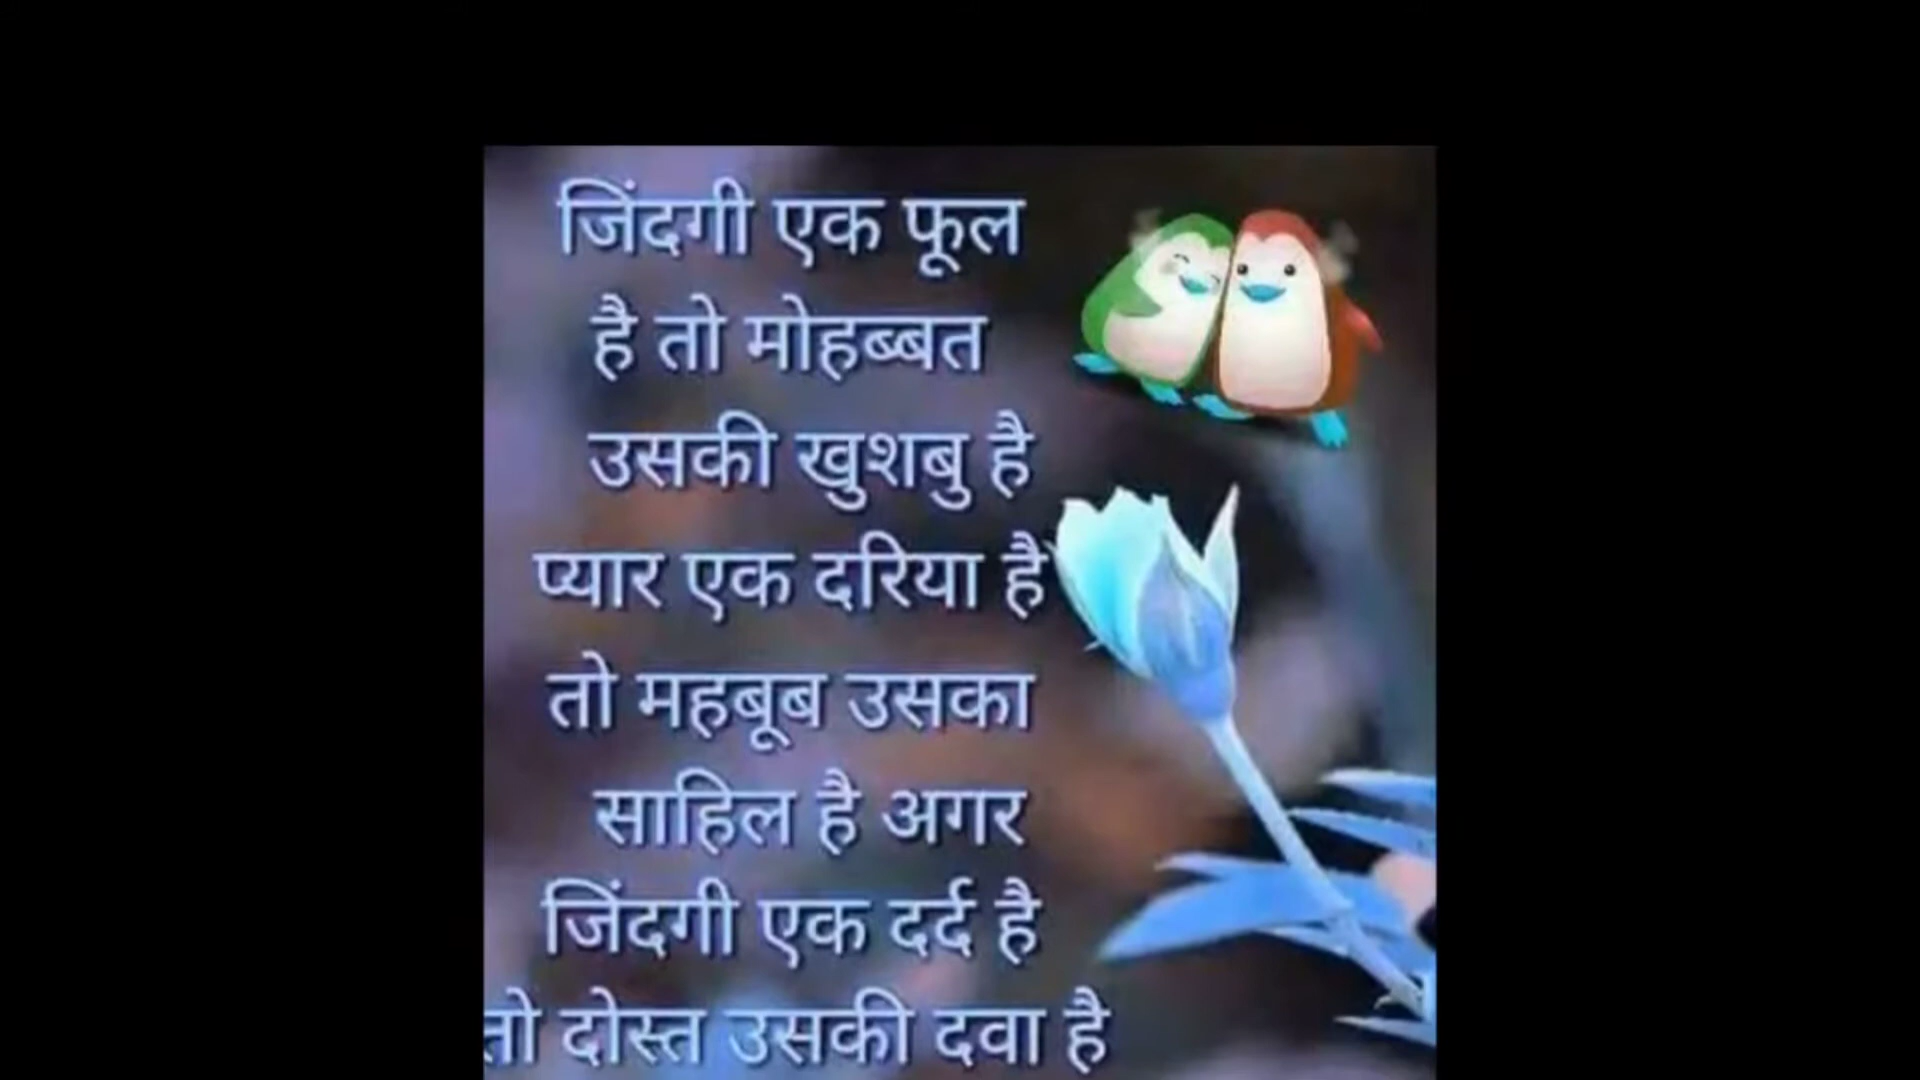 जिंदगी एक फूल
है तो मोहब्बत
उसकी खुशबु है
प्यार एक दरिया है
तो महबूब उसका
साहिल है अगर
जिंदगी एक दर्द है
तो दोस्त उसकी दवा है